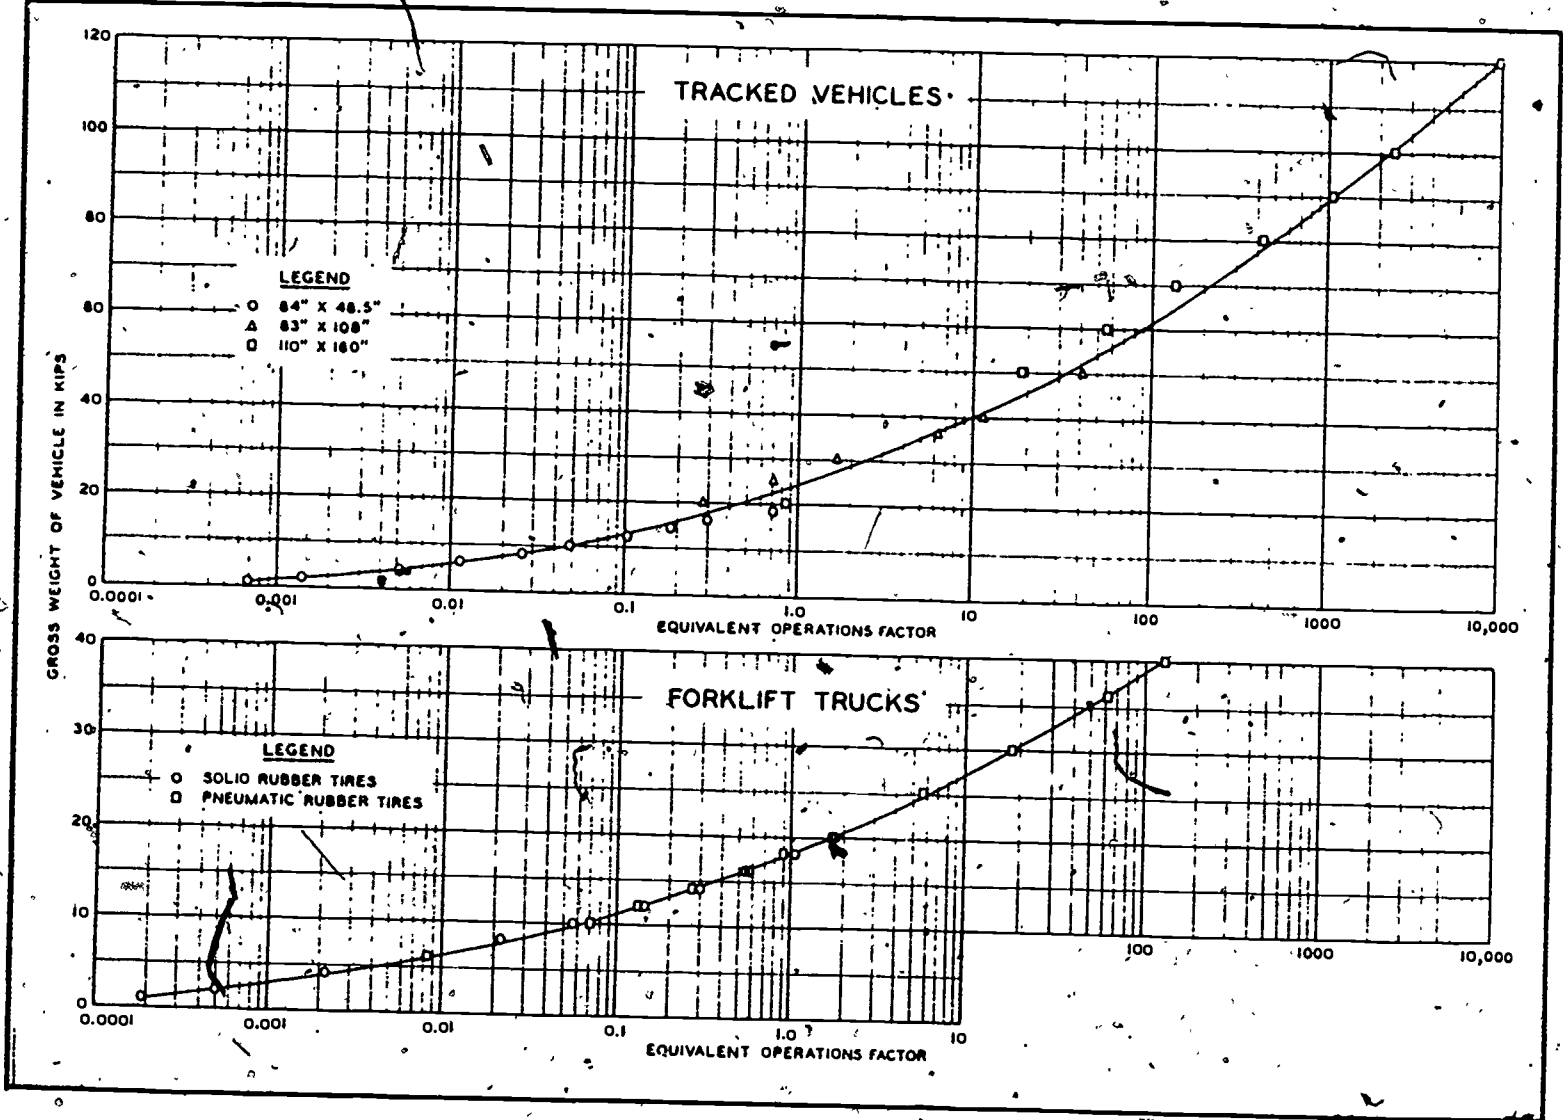 TRACKED VEHICLES
120
100
80
60
40
20
0
LEGEND
84" X 48.5"
83" X 108"
110" X 160"
GROSS WEIGHT OF VEHICLE IN KIPS
0.0001 0.001 0.01 0.1 1.0 10 100 1000 10,000
EQUIVALENT OPERATIONS FACTOR
FORKLIFT TRUCKS
40
30
20
10
0
LEGEND
SOLID RUBBER TIRES
PNEUMATIC RUBBER TIRES
100 1000 10,000
0.0001 0.001 0.01 0.1 1.0 10
EQUIVALENT OPERATIONS FACTOR